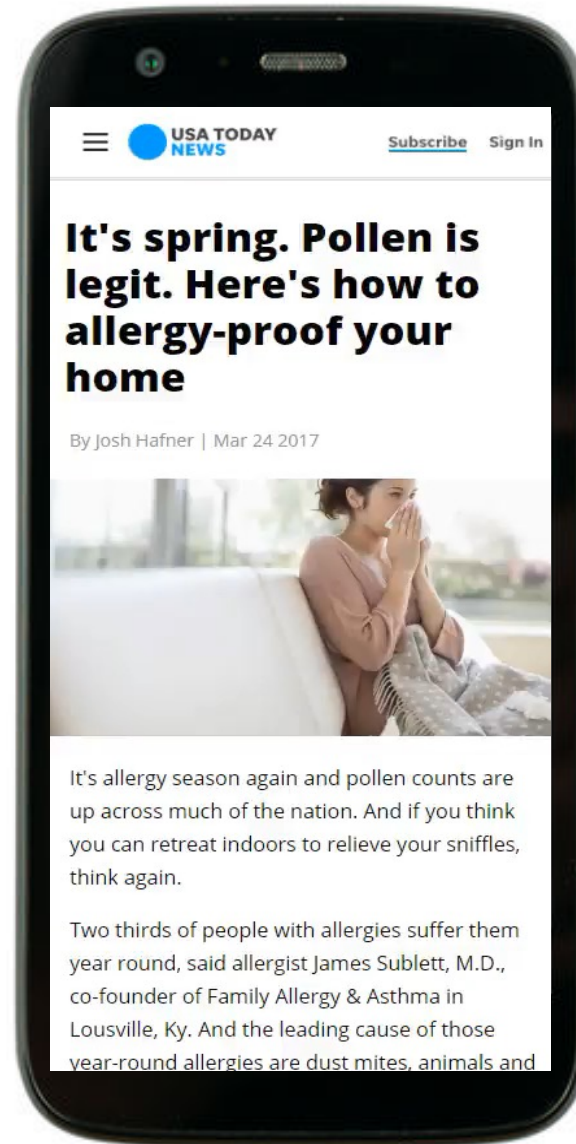 USA TODAY
NEWS
Subscribe Sign In
It's spring. Pollen is
legit. Here's how to
allergy-proof your
home
By Josh Hafner | Mar 24 2017
It's allergy season again and pollen counts are
up across much of the nation. And if you think
you can retreat indoors to relieve your sniffles,
think again.
Two thirds of people with allergies suffer them
year round, said allergist James Sublett, M.D.,
co-founder of Family Allergy & Asthma in
Lousville, Ky. And the leading cause of those
year-round allergies are dust mites, animals and